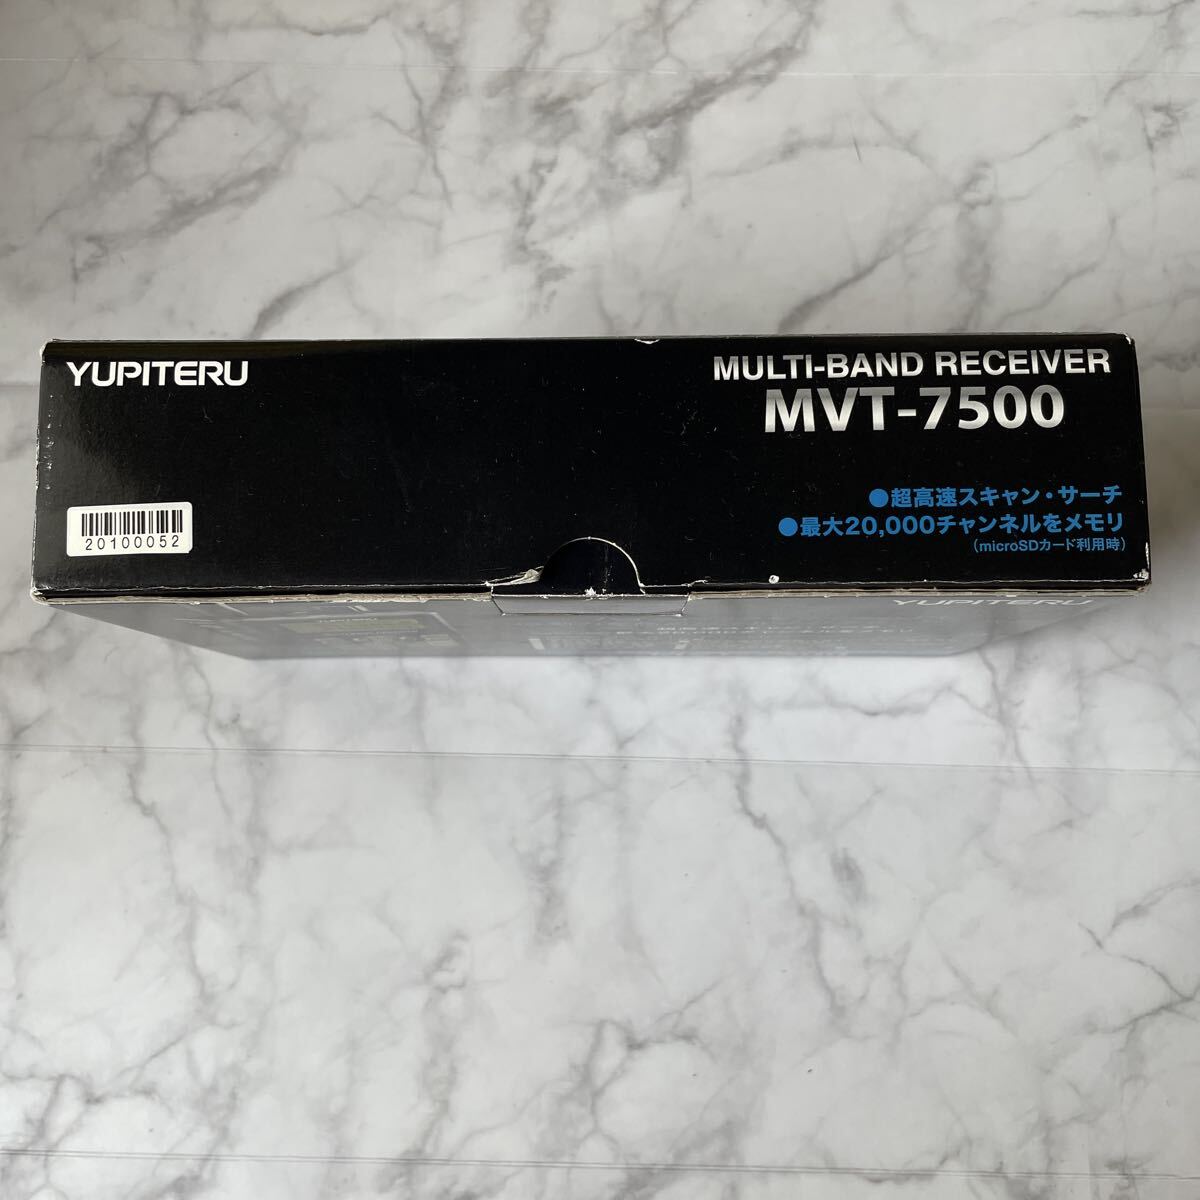 YUPITERU
MULTI-BAND RECEIVER
MVT-7500
●超高速スキャン・サーチ
●最大20,000チャンネルをメモリ
(microSDカード利用時)
20100052
YUPITERU